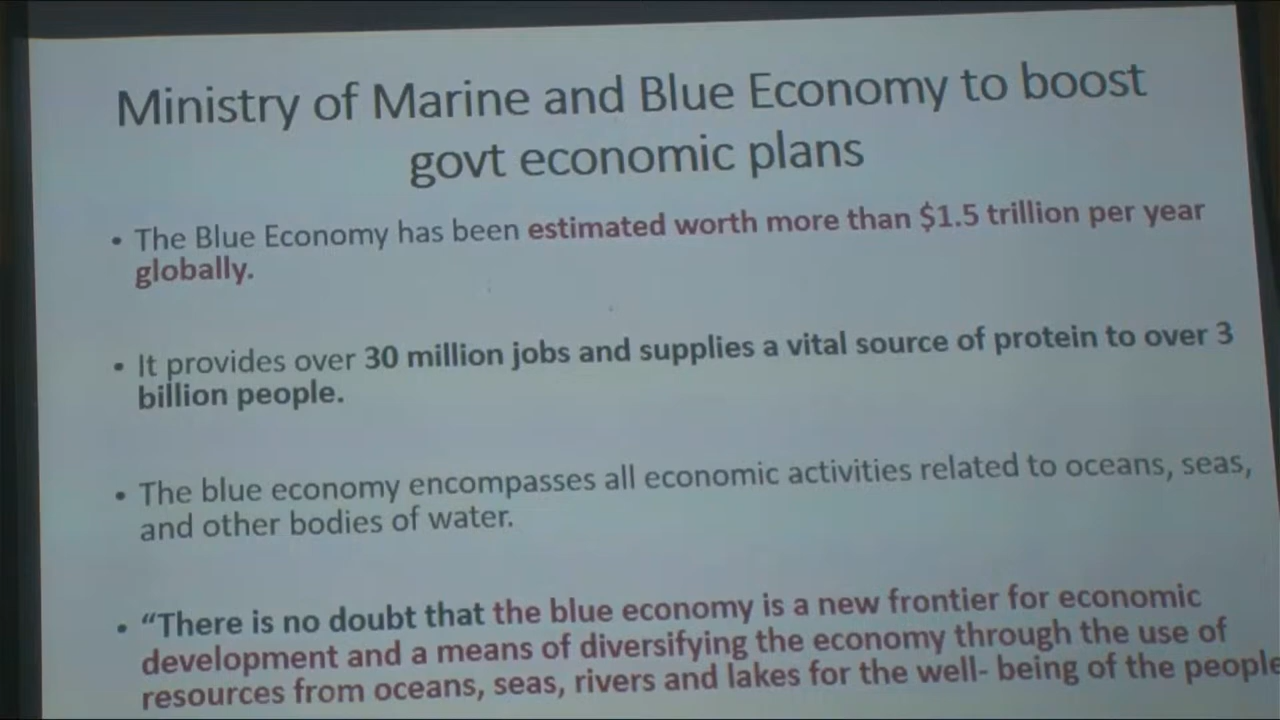 Ministry of Marine and Blue Economy to boost
govt economic plans
• The Blue Economy has been estimated worth more than $1.5 trillion per year
globally.
• It provides over 30 million jobs and supplies a vital source of protein to over 3
billion people.
• The blue economy encompasses all economic activities related to oceans, seas,
and other bodies of water.
• “There is no doubt that the blue economy is a new frontier for economic
development and a means of diversifying the economy through the use of
resources from oceans, seas, rivers and lakes for the well- being of the people